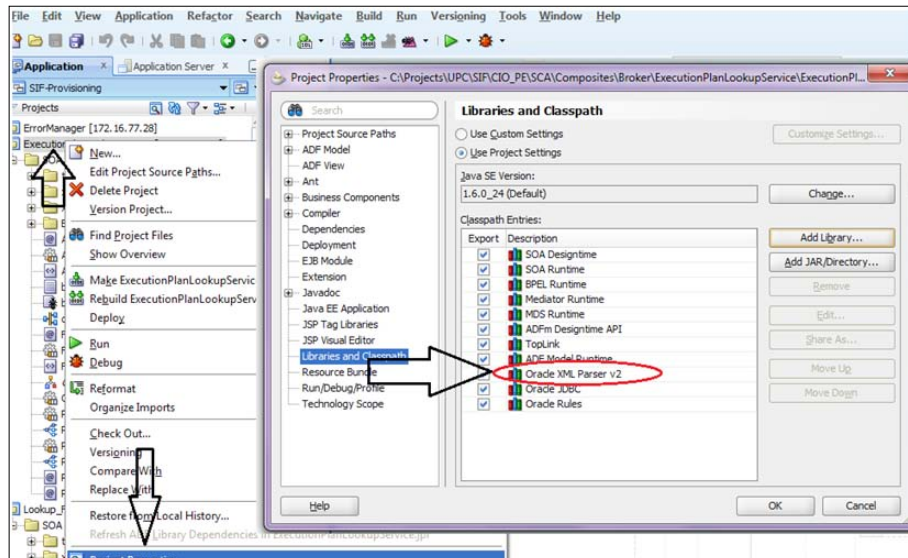 File Edit View Application Refactor Search Navigate Build Run Versioning Tools Window Help
Application x Application Server x
SIF-Provisioning
Projects
ErrorManager [172.16.77.28]
Execution
SOA
New...
Edit Project Source Paths...
Delete Project
Version Project...
Find Project Files
Show Overview
Make ExecutionPlanLookupServic
Rebuild ExecutionPlanLookupServ
Deploy
Run
Debug
Reformat
Organize Imports
Check Out...
Versioning
Compare With
Replace With
Restore from Local History...
Lookup_F
SOA
Project Properties - C:\Projects\UPC\SIF\CIO_PE\SCA\Composites\Broker\ExecutionPlanLookupService\ExecutionPl...
Search
Project Source Paths
ADF Model
ADF View
Ant
Business Components
Compiler
Dependencies
Deployment
EJB Module
Extension
Javadoc
Java EE Application
JSP Tag Libraries
JSP Visual Editor
Libraries and Classpath
Resource Bundle
Run/Debug/Profile
Technology Scope
Libraries and Classpath
Use Custom Settings
Customize Settings...
Use Project Settings
Java SE Version:
1.6.0_24 (Default)
Change...
Classpath Entries:
Export Description
SOA Designtime
SOA Runtime
BPEL Runtime
Mediator Runtime
MDS Runtime
ADFm Designtime API
TopLink
ADF Model Runtime
Oracle XML Parser v2
Oracle JDBC
Oracle Rules
Add Library...
Add JAR/Directory...
Remove
Edit...
Share As...
Move Up
Move Down
Help
OK
Cancel